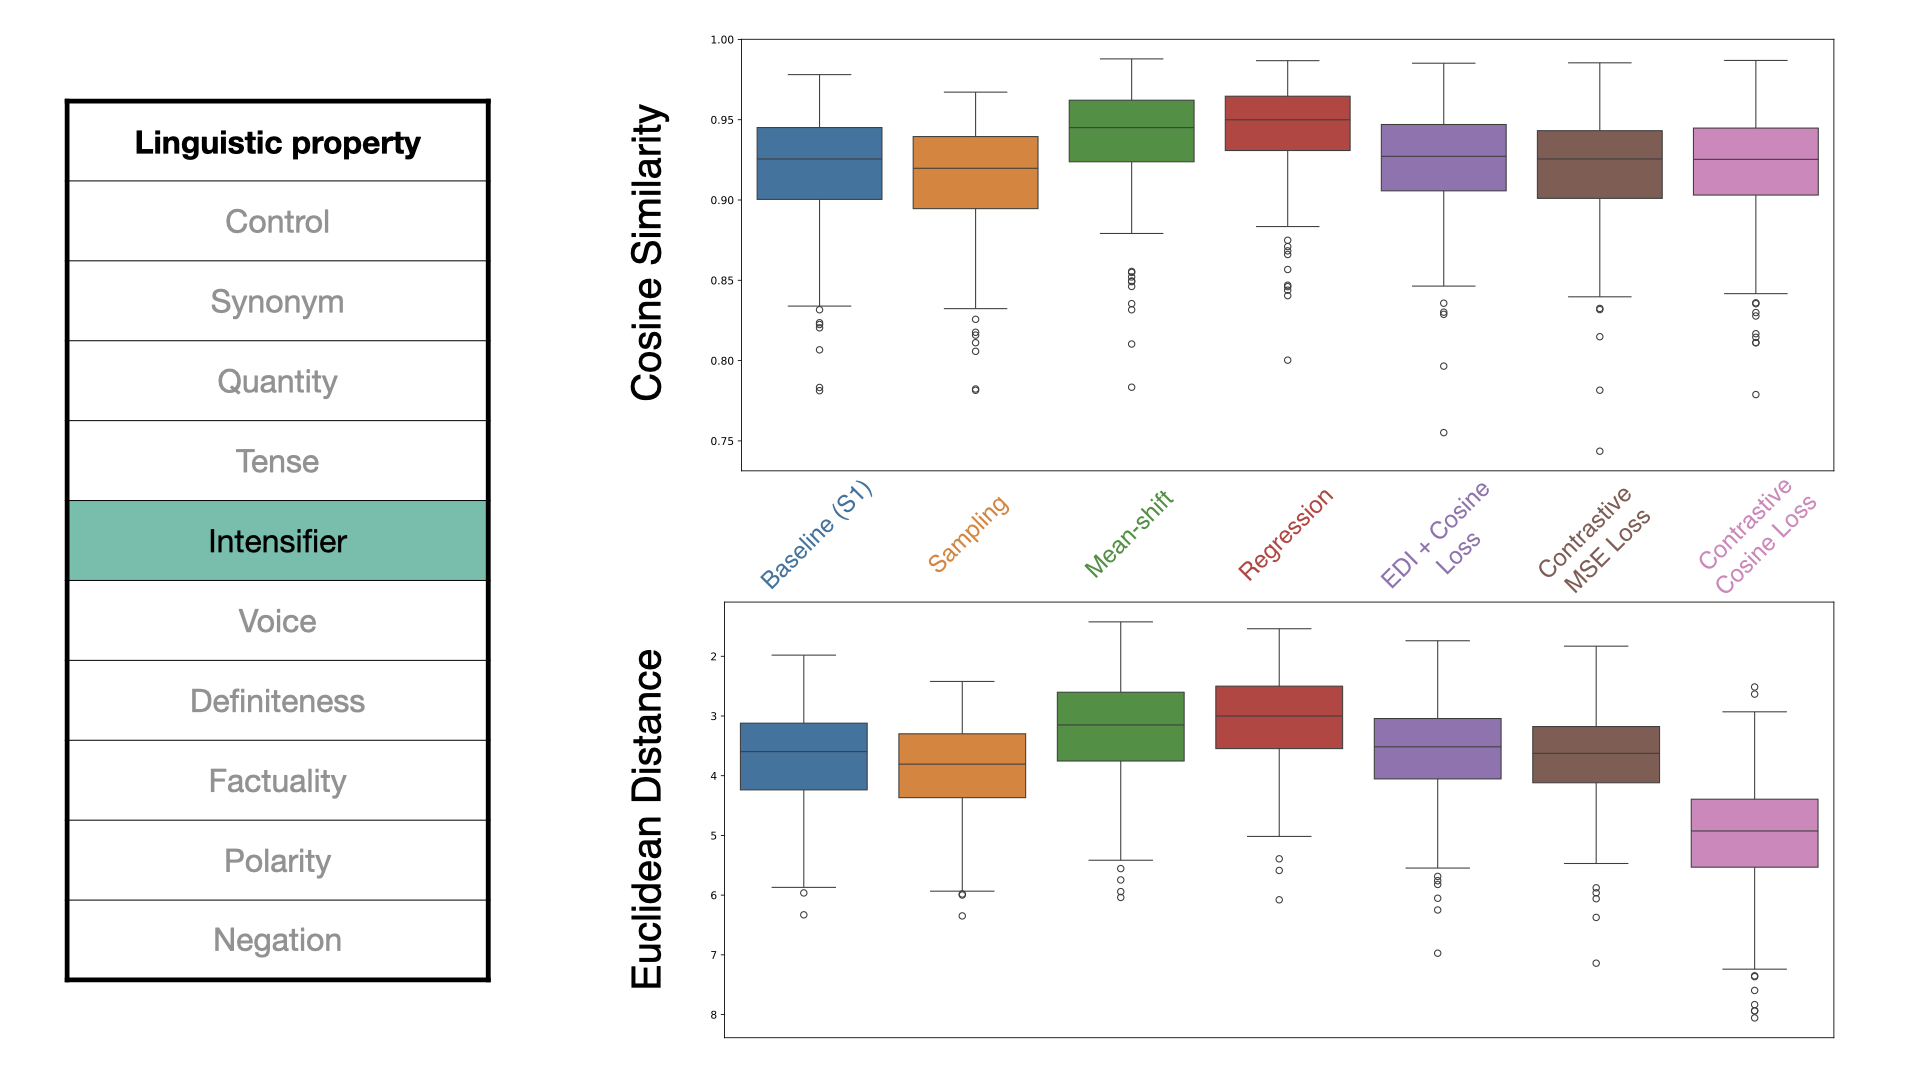 Linguistic property
Control
Synonym
Quantity
Tense
Intensifier
Voice
Definiteness
Factuality
Polarity
Negation
Cosine Similarity
1.00
0.95
0.90
0.85
0.80
0.75
Baseline (S1)
Sampling
Mean-shift
Regression
EDI + Cosine
Loss
Contrastive
MSE Loss
Contrastive
Cosine Loss
Euclidean Distance
2
3
4
5
6
7
8